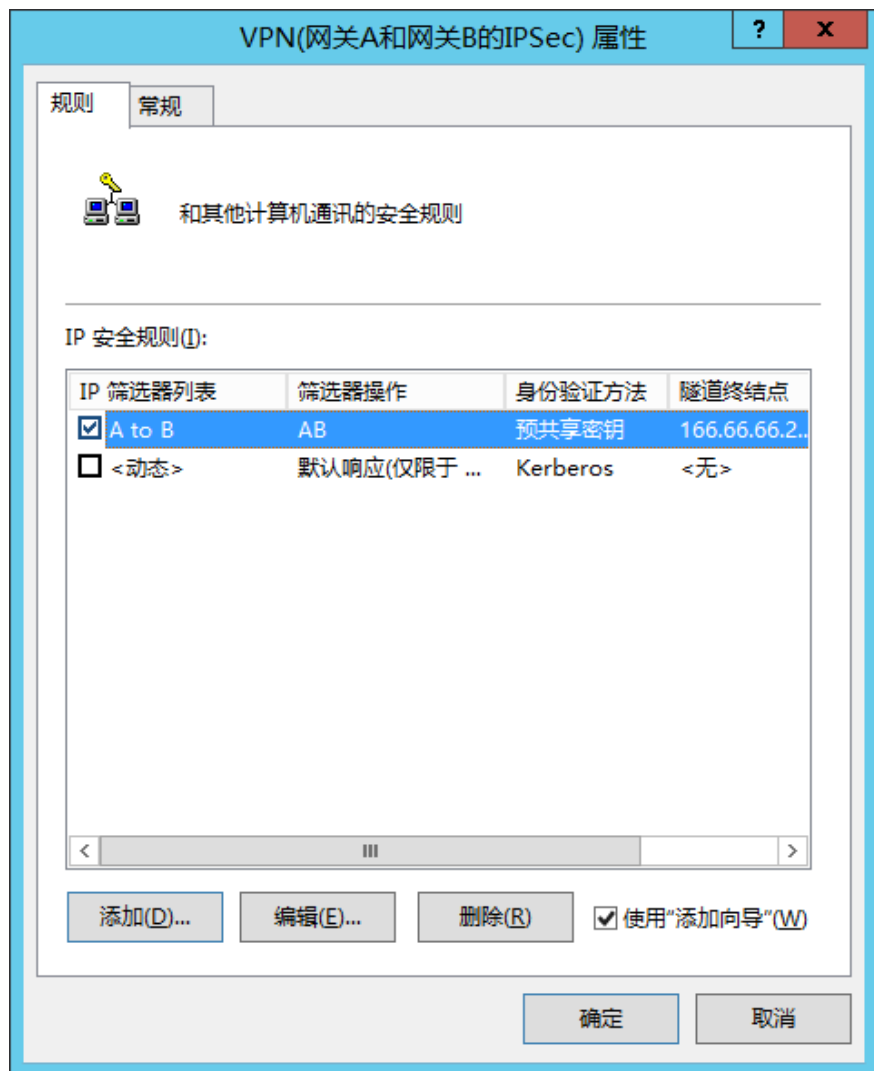 VPN(网关A和网关B的IPSec) 属性
? x
规则 常规
和其他计算机通讯的安全规则
IP 安全规则(I):
IP 筛选器列表 筛选器操作 身份验证方法 隧道终结点
A to B AB 预共享密钥 166.66.66.2...
<动态> 默认响应(仅限于 ... Kerberos <无>
添加(D)... 编辑(E)... 删除(R) 使用“添加向导”(W)
确定 取消